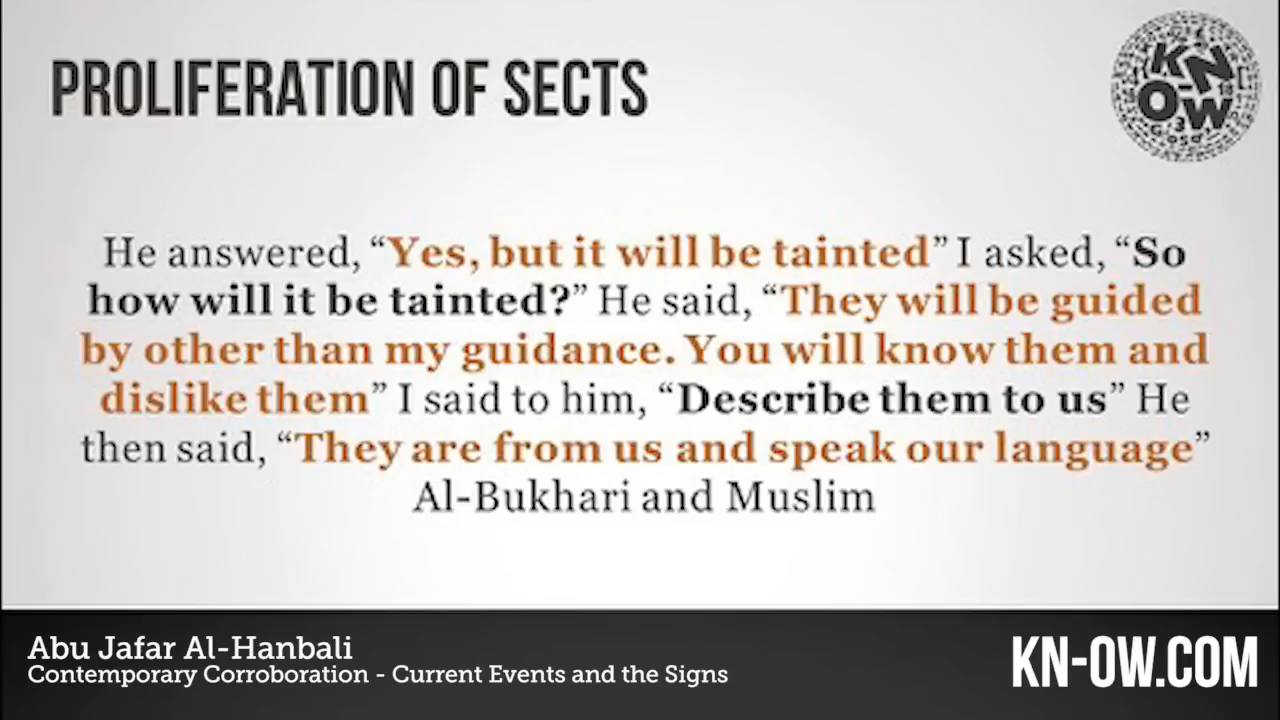 PROLIFERATION OF SECTS
KN
O-W
He answered, “Yes, but it will be tainted” I asked, “So
how will it be tainted?” He said, “They will be guided
by other than my guidance. You will know them and
dislike them” I said to him, “Describe them to us” He
then said, “They are from us and speak our language”
Al-Bukhari and Muslim
Abu Jafar Al-Hanbali
Contemporary Corroboration - Current Events and the Signs
KN-OW.COM